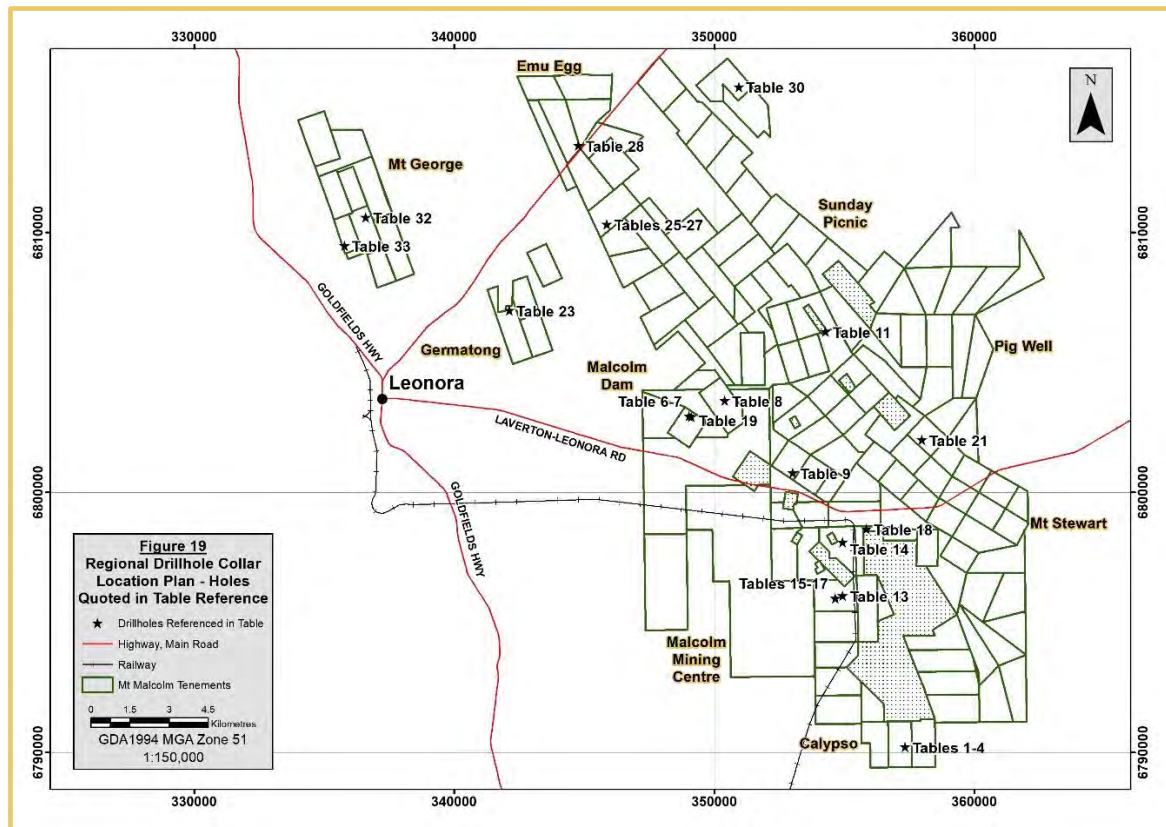 330000
340000
350000
360000
Emu Egg
Table 30
N
Table 28
Mt George
Sunday
Picnic
Table 32
Tables 25-27
6810000
6810000
Table 33
GOLDFIELDS HWY
Table 23
Table 11
Germatong
Pig Well
Malcolm
Dam
Leonora
Table 6-7
Table 8
Table 19
LAVERTON-LEONORA RD
Table 21
Table 9
6800000
6800000
GOLDFIELDS HWY
Mt Stewart
Table 18
Table 14
Tables 15-17
Table 13
Malcolm
Mining
Centre
Calypso
Tables 1-4
6790000
6790000
Figure 19
Regional Drillhole Collar
Location Plan - Holes
Quoted in Table Reference
Drillholes Referenced in Table
Highway, Main Road
Railway
Mt Malcolm Tenements
0 1.5 3 4.5
Kilometres
GDA1994 MGA Zone 51
1:150,000
330000
340000
350000
360000